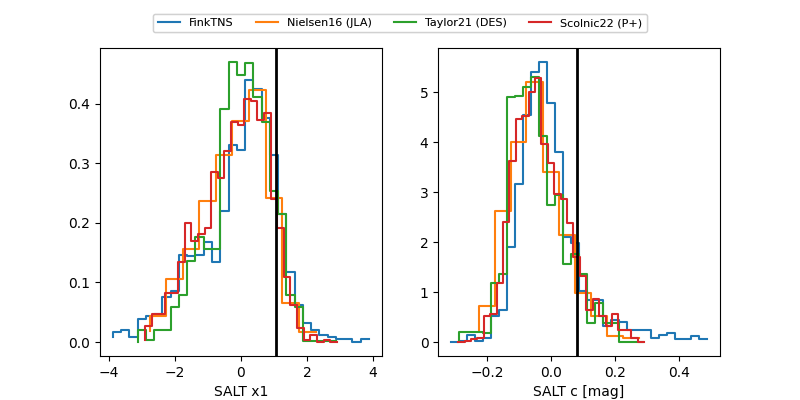 FinkTNS Nielsen16 (JLA) Taylor21 (DES) Scolnic22 (P+)
0.4
0.3
0.2
0.1
0.0
−4 −2 0 2 4
SALT x1
5
4
3
2
1
0
−0.2 0.0 0.2 0.4
SALT c [mag]